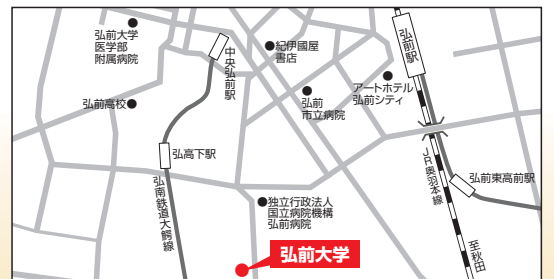 弘前大学
医学部
附属病院
中央弘前駅
紀伊國屋
書店
弘前駅
アートホテル
弘前シティ
弘前高校
弘前
市立病院
弘高下駅
JR奥羽本線
弘前東高前駅
弘南鉄道大鰐線
独立行政法人
国立病院機構
弘前病院
弘前大学
至秋田